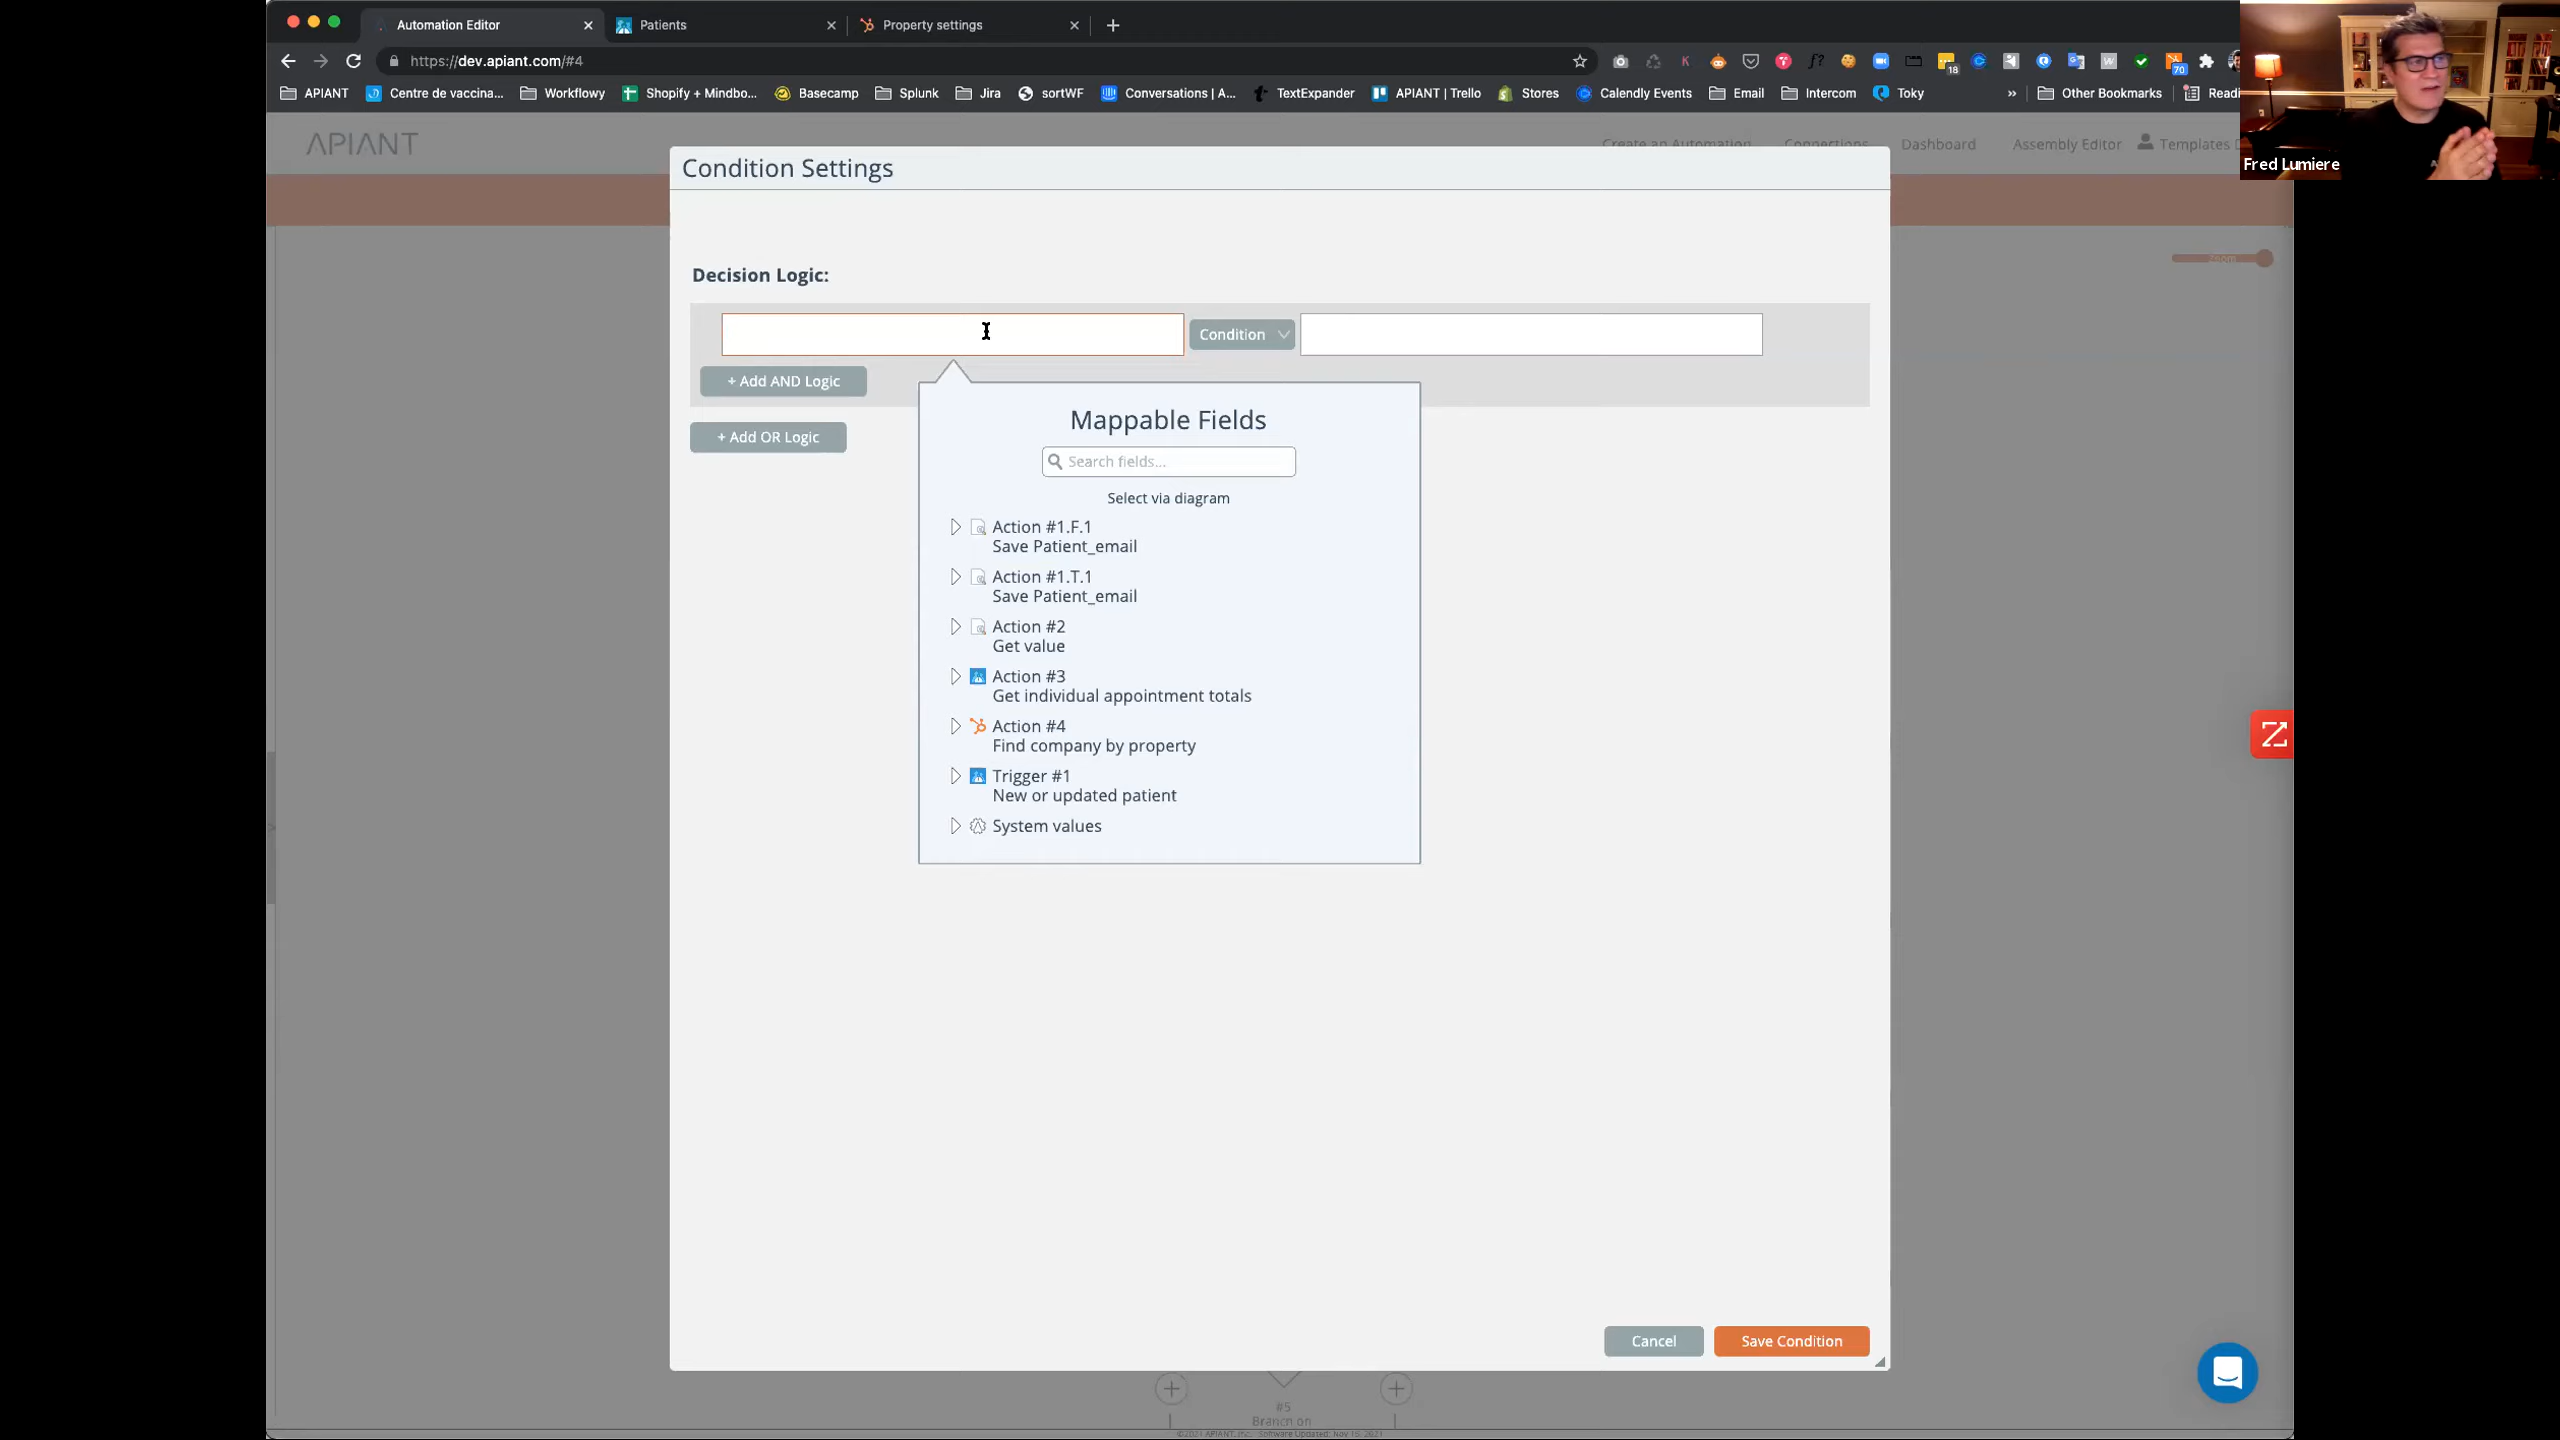 Automation Editor
Patients
Property settings
https://dev.apiant.com/#4
APIANT
Centre de vaccina...
Workflowy
Shopify + Mindbo...
Basecamp
Splunk
Jira
sortWF
Conversations | A...
TextExpander
APIANT | Trello
Stores
Calendly Events
Email
Intercom
Toky
»
Other Bookmarks
Readi
18
70
Fred Lumiere
APIANT
Create an Automation
Connections
Dashboard
Assembly Editor
Templates D
Zoom
Condition Settings
Decision Logic:
Condition
+ Add AND Logic
+ Add OR Logic
Mappable Fields
Search fields...
Select via diagram
Action #1.F.1
Save Patient_email
Action #1.T.1
Save Patient_email
Action #2
Get value
Action #3
Get individual appointment totals
Action #4
Find company by property
Trigger #1
New or updated patient
System values
Cancel
Save Condition
#5
Branch on
©2021 APIANT, Inc. Software Updated: Nov 15, 2021